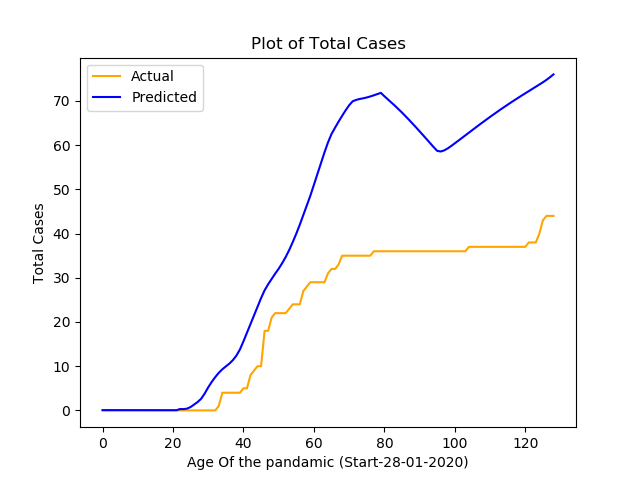 Plot of Total Cases
Actual
Predicted
Total Cases
70
60
50
40
30
20
10
0
0 20 40 60 80 100 120
Age Of the pandamic (Start-28-01-2020)